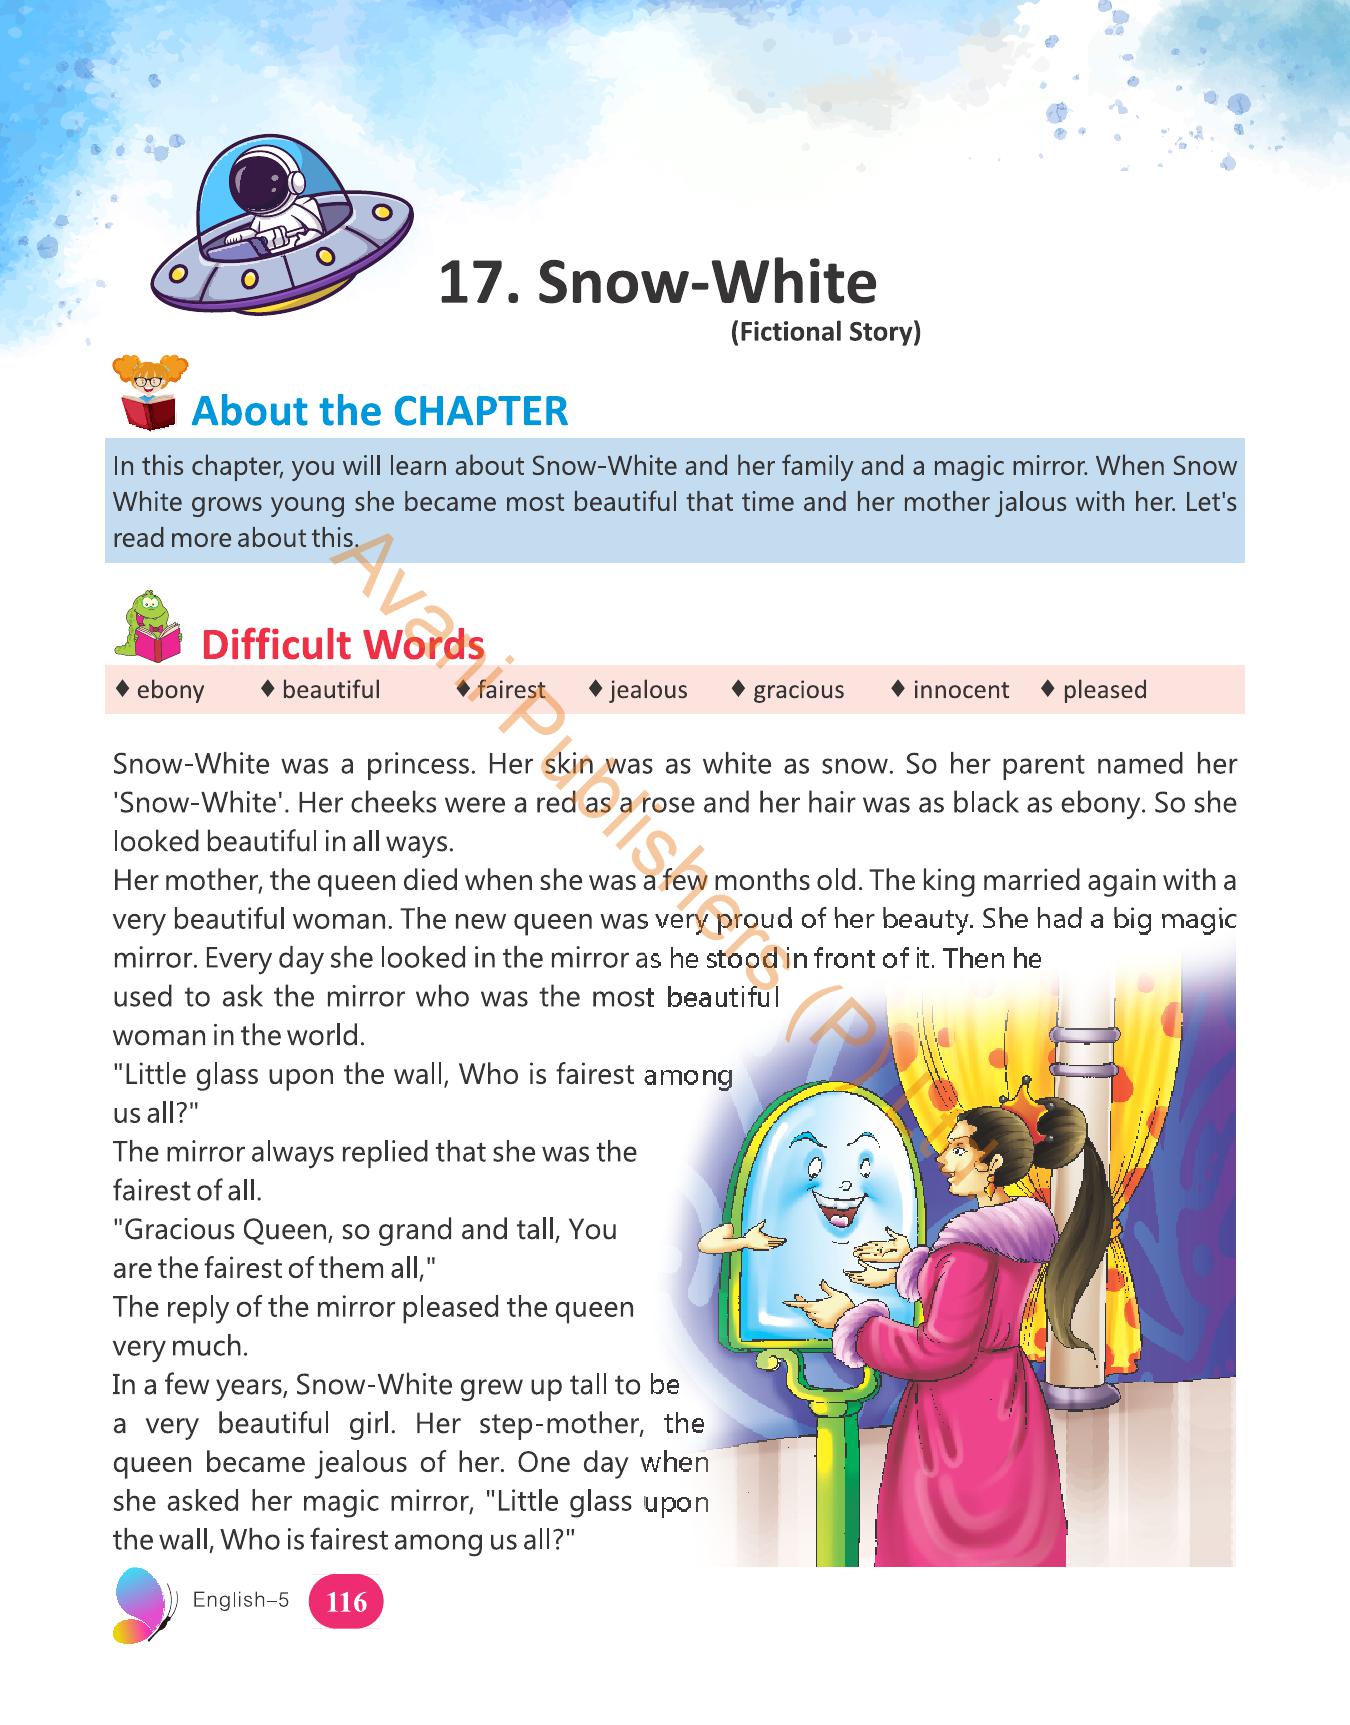 17. Snow-White
(Fictional Story)
About the CHAPTER
In this chapter, you will learn about Snow-White and her family and a magic mirror. When Snow
White grows young she became most beautiful that time and her mother jalous with her. Let's
read more about this.
Difficult Words
♦ ebony ♦ beautiful ♦ fairest ♦ jealous ♦ gracious ♦ innocent ♦ pleased
Snow-White was a princess. Her skin was as white as snow. So her parent named her
'Snow-White'. Her cheeks were a red as a rose and her hair was as black as ebony. So she
looked beautiful in all ways.
Her mother, the queen died when she was a few months old. The king married again with a
very beautiful woman. The new queen was very proud of her beauty. She had a big magic
mirror. Every day she looked in the mirror as he stood in front of it. Then he
used to ask the mirror who was the most beautiful
woman in the world.
"Little glass upon the wall, Who is fairest among
us all?"
The mirror always replied that she was the
fairest of all.
"Gracious Queen, so grand and tall, You
are the fairest of them all,"
The reply of the mirror pleased the queen
very much.
In a few years, Snow-White grew up tall to be
a very beautiful girl. Her step-mother, the
queen became jealous of her. One day when
she asked her magic mirror, "Little glass upon
the wall, Who is fairest among us all?"
English–5 116
Avani Publishers (P)